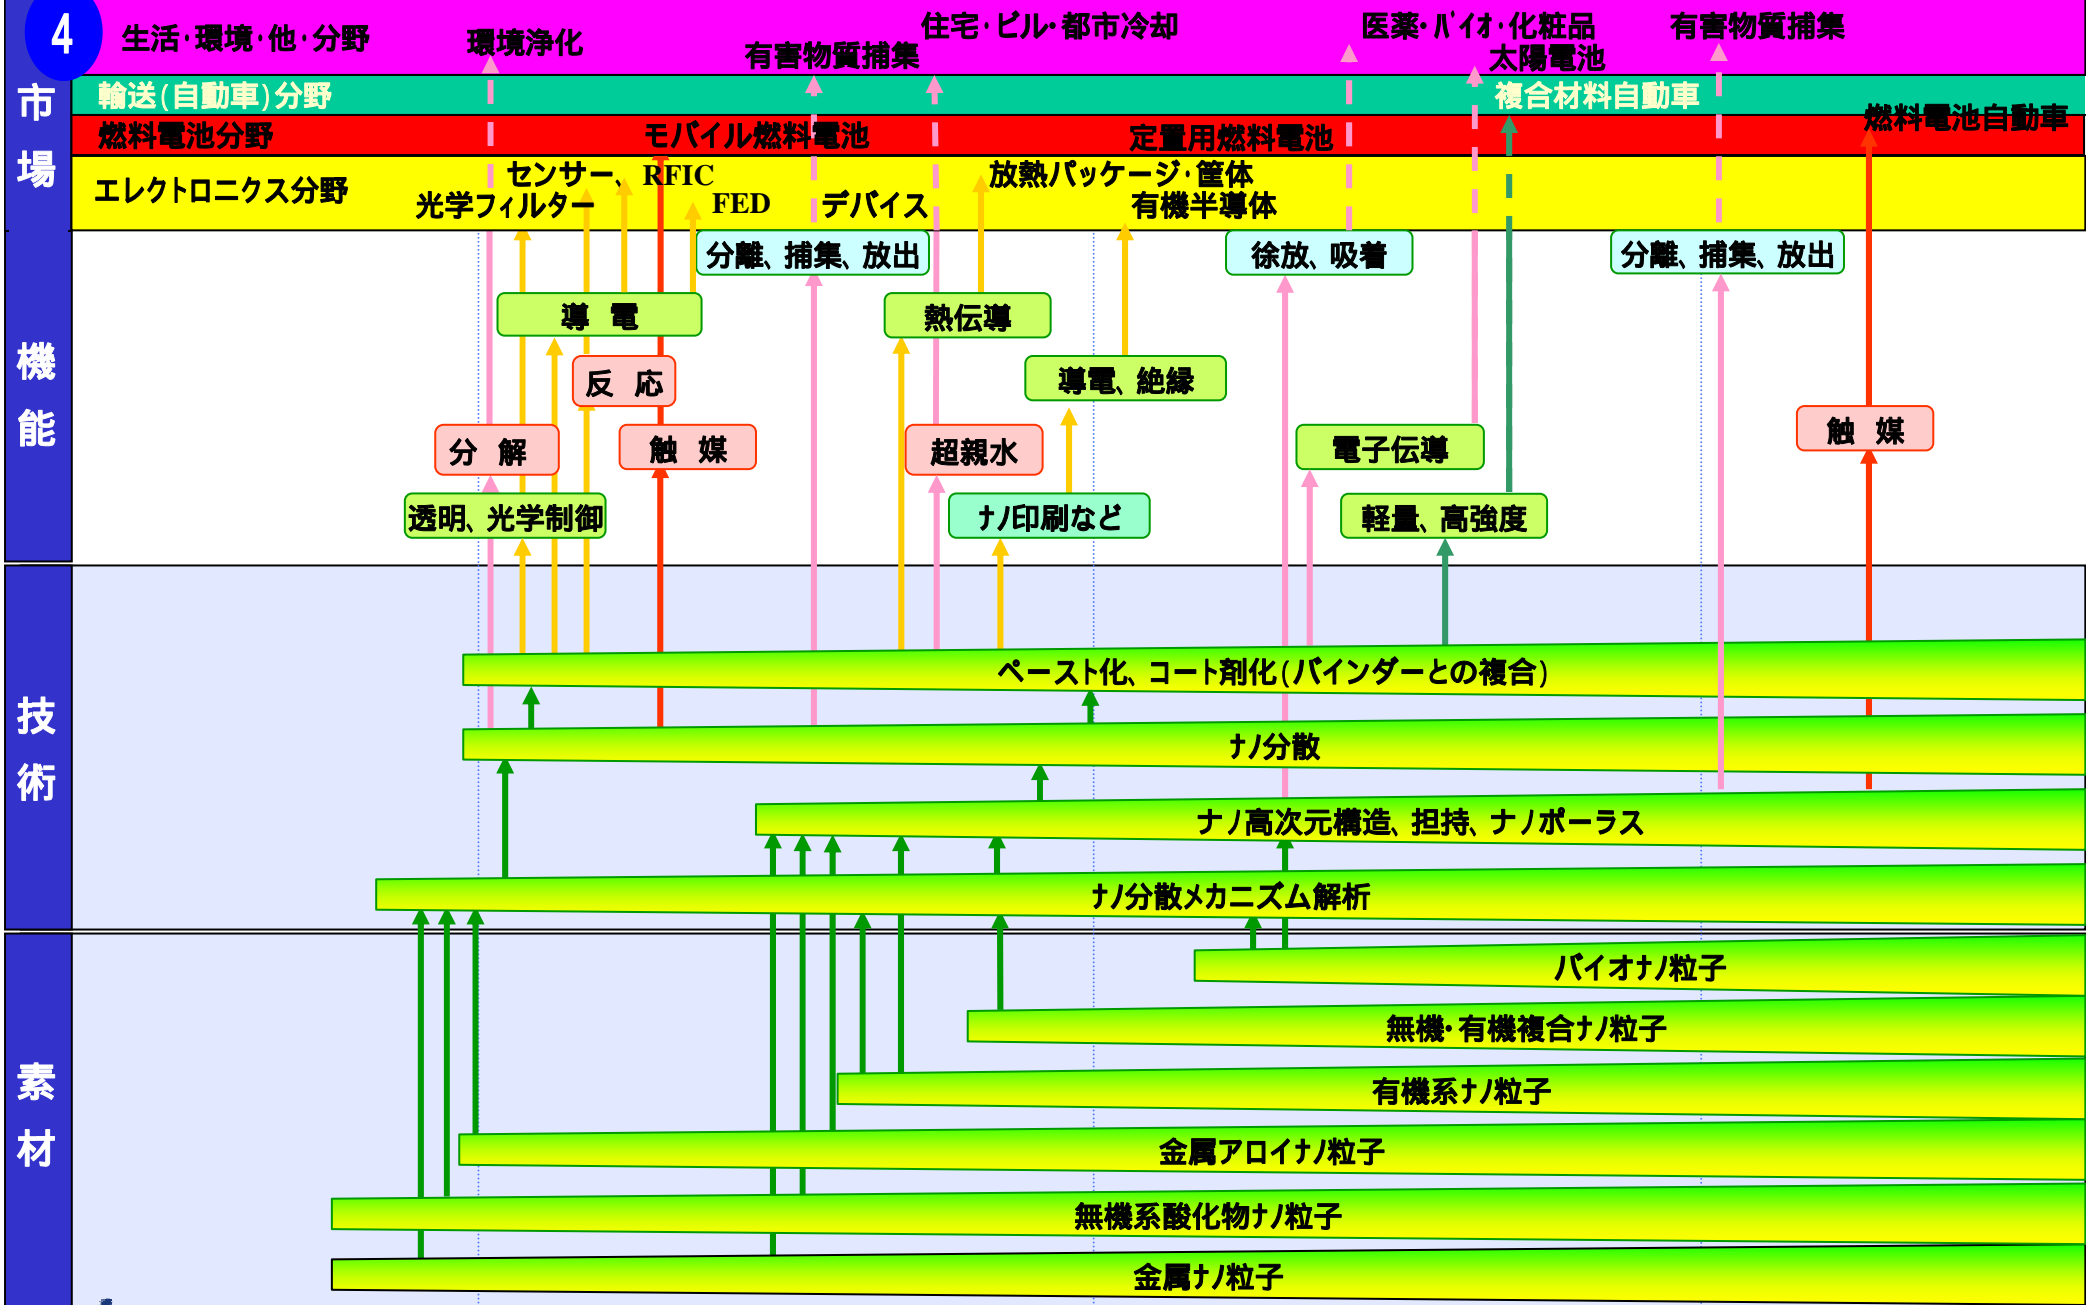 4
市場
生活・環境・他・分野
環境浄化
有害物質捕集
住宅・ビル・都市冷却
医薬・ﾊﾞｲｵ・化粧品
太陽電池
有害物質捕集
輸送(自動車)分野
複合材料自動車
燃料電池分野
モバイル燃料電池
定置用燃料電池
燃料電池自動車
エレクトロニクス分野
センサー、RFIC
光学フィルター
FED
デバイス
放熱パッケージ・筐体
有機半導体
機能
分離、捕集、放出
徐放、吸着
分離、捕集、放出
導 電
熱伝導
反 応
導電、絶縁
分 解
触 媒
超親水
電子伝導
触 媒
透明、光学制御
ﾅﾉ印刷など
軽量、高強度
技術
ペースト化、コート剤化(バインダーとの複合)
ﾅﾉ分散
ナノ高次元構造、担持、ナノポーラス
ﾅﾉ分散メカニズム解析
素材
バイオﾅﾉ粒子
無機・有機複合ﾅﾉ粒子
有機系ﾅﾉ粒子
金属アロイﾅﾉ粒子
無機系酸化物ﾅﾉ粒子
金属ﾅﾉ粒子